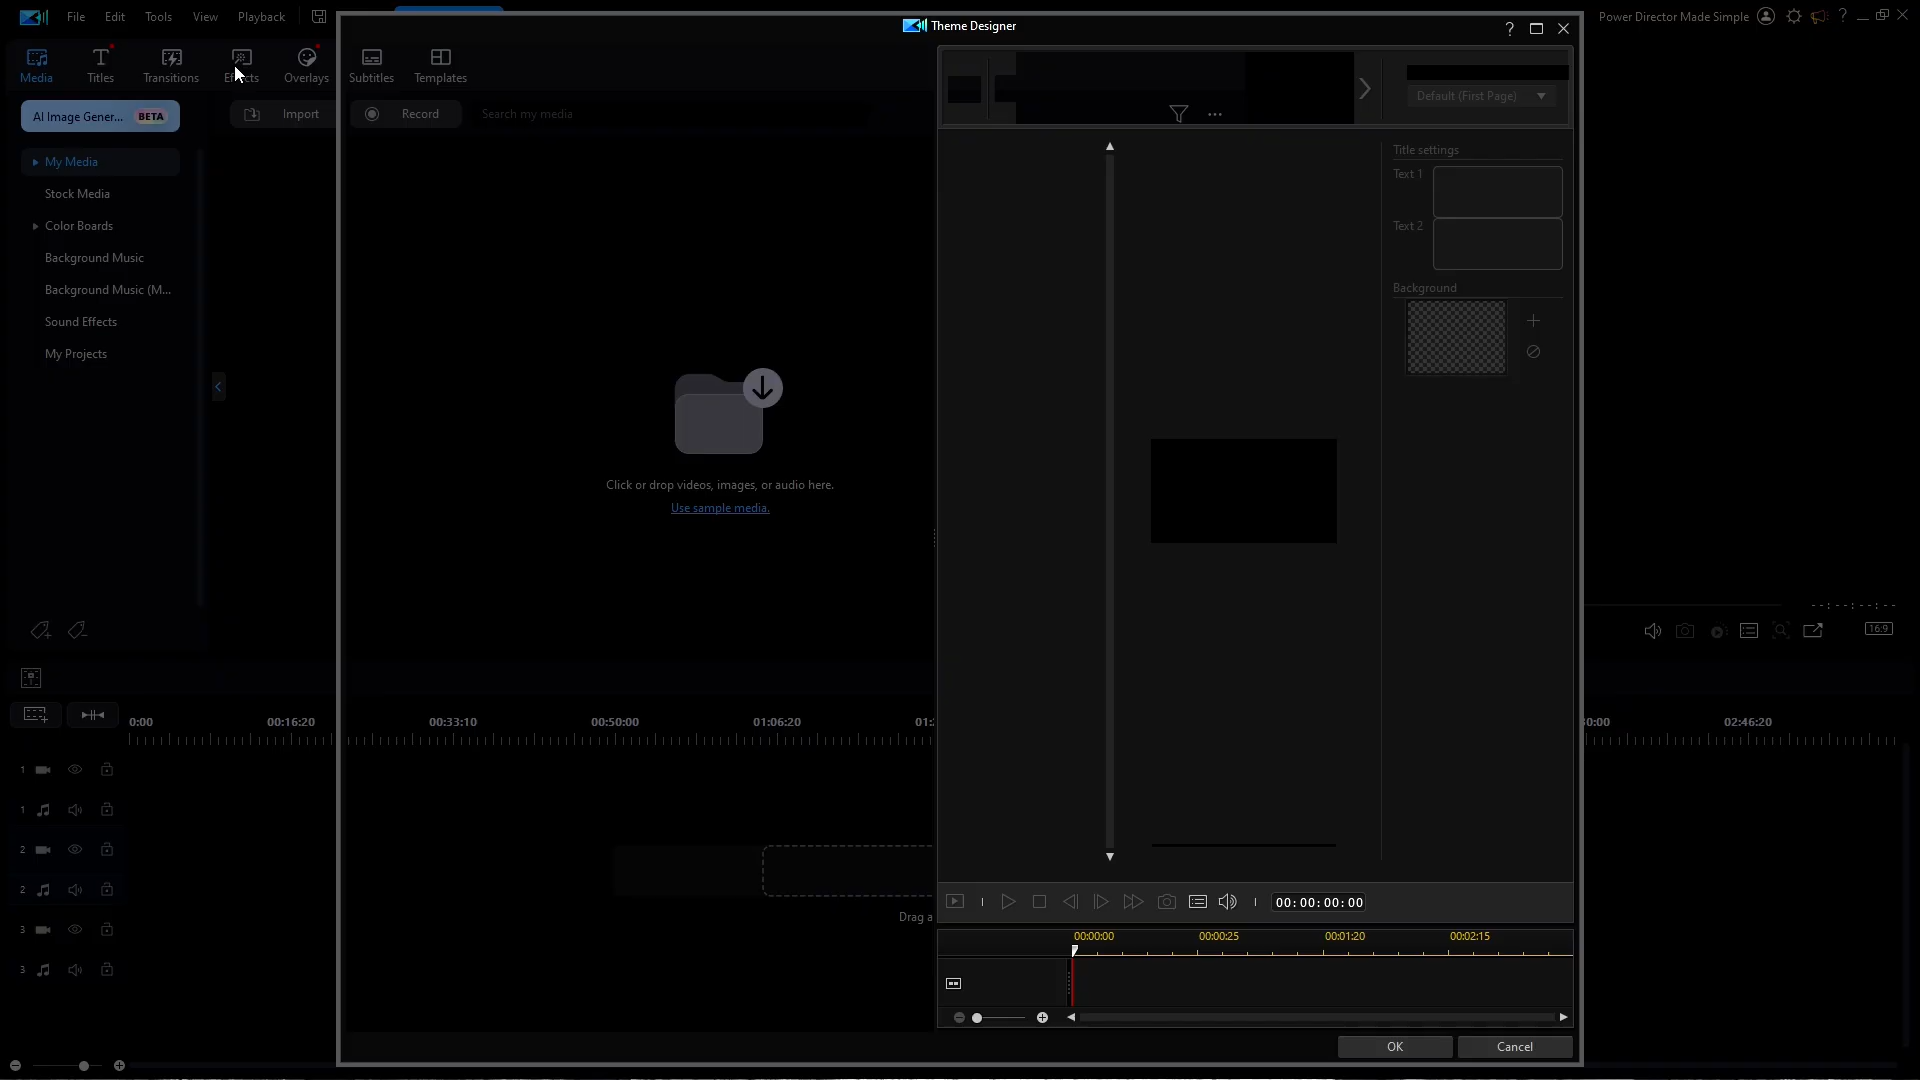 File Edit Tools View Playback
Theme Designer
?
Power Director Made Simple
?
Media Titles Transitions Effects Overlays Subtitles Templates
AI Image Gener... BETA
Import
Record
Search my media
...
Default (First Page)
My Media
Stock Media
Color Boards
Background Music
Background Music (M...
Sound Effects
My Projects
Title settings
Text 1
Text 2
Background
Click or drop videos, images, or audio here.
Use sample media.
--:--:--:--
16:9
0:00 00:16:20 00:33:10 00:50:00 01:06:20 01:
02:46:20
1
1
2
2
3
3
Drag a
00:00:00:00
00:00:00 00:00:25 00:01:20 00:02:15
OK Cancel